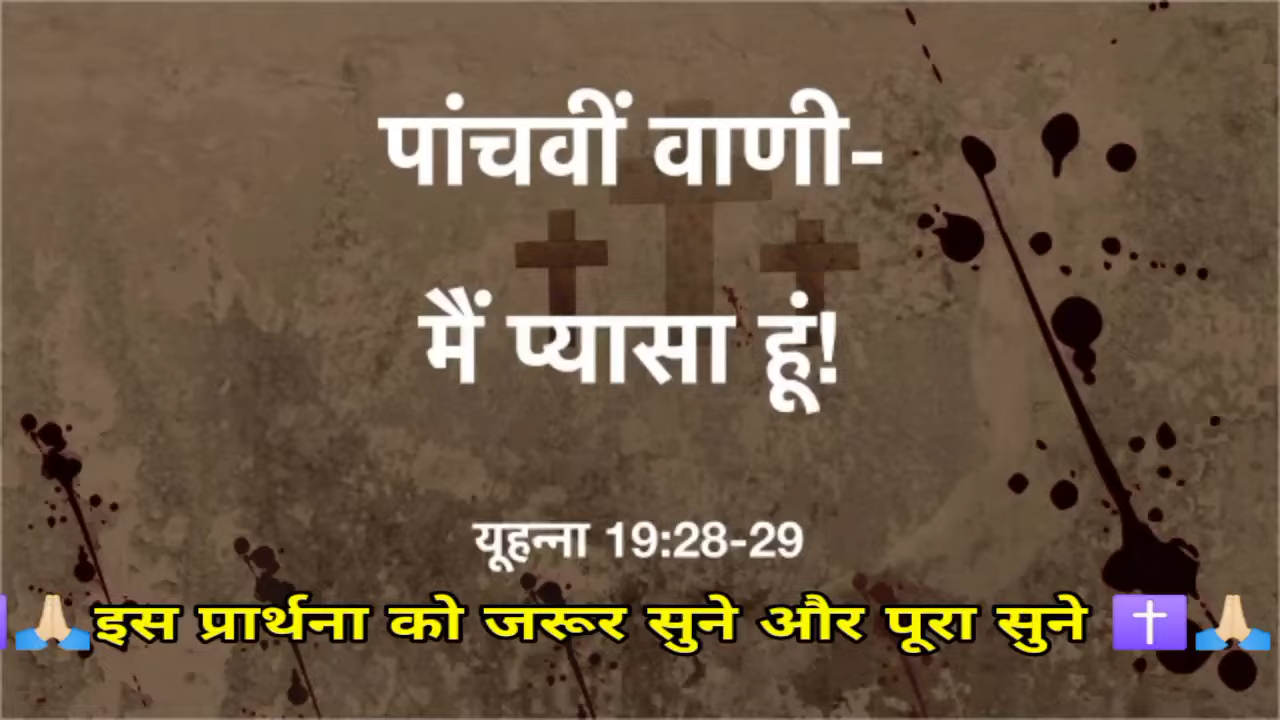 पांचवीं वाणी-
मैं प्यासा हूं!
यूहन्ना 19:28-29
इस प्रार्थना को जरूर सुने और पूरा सुने